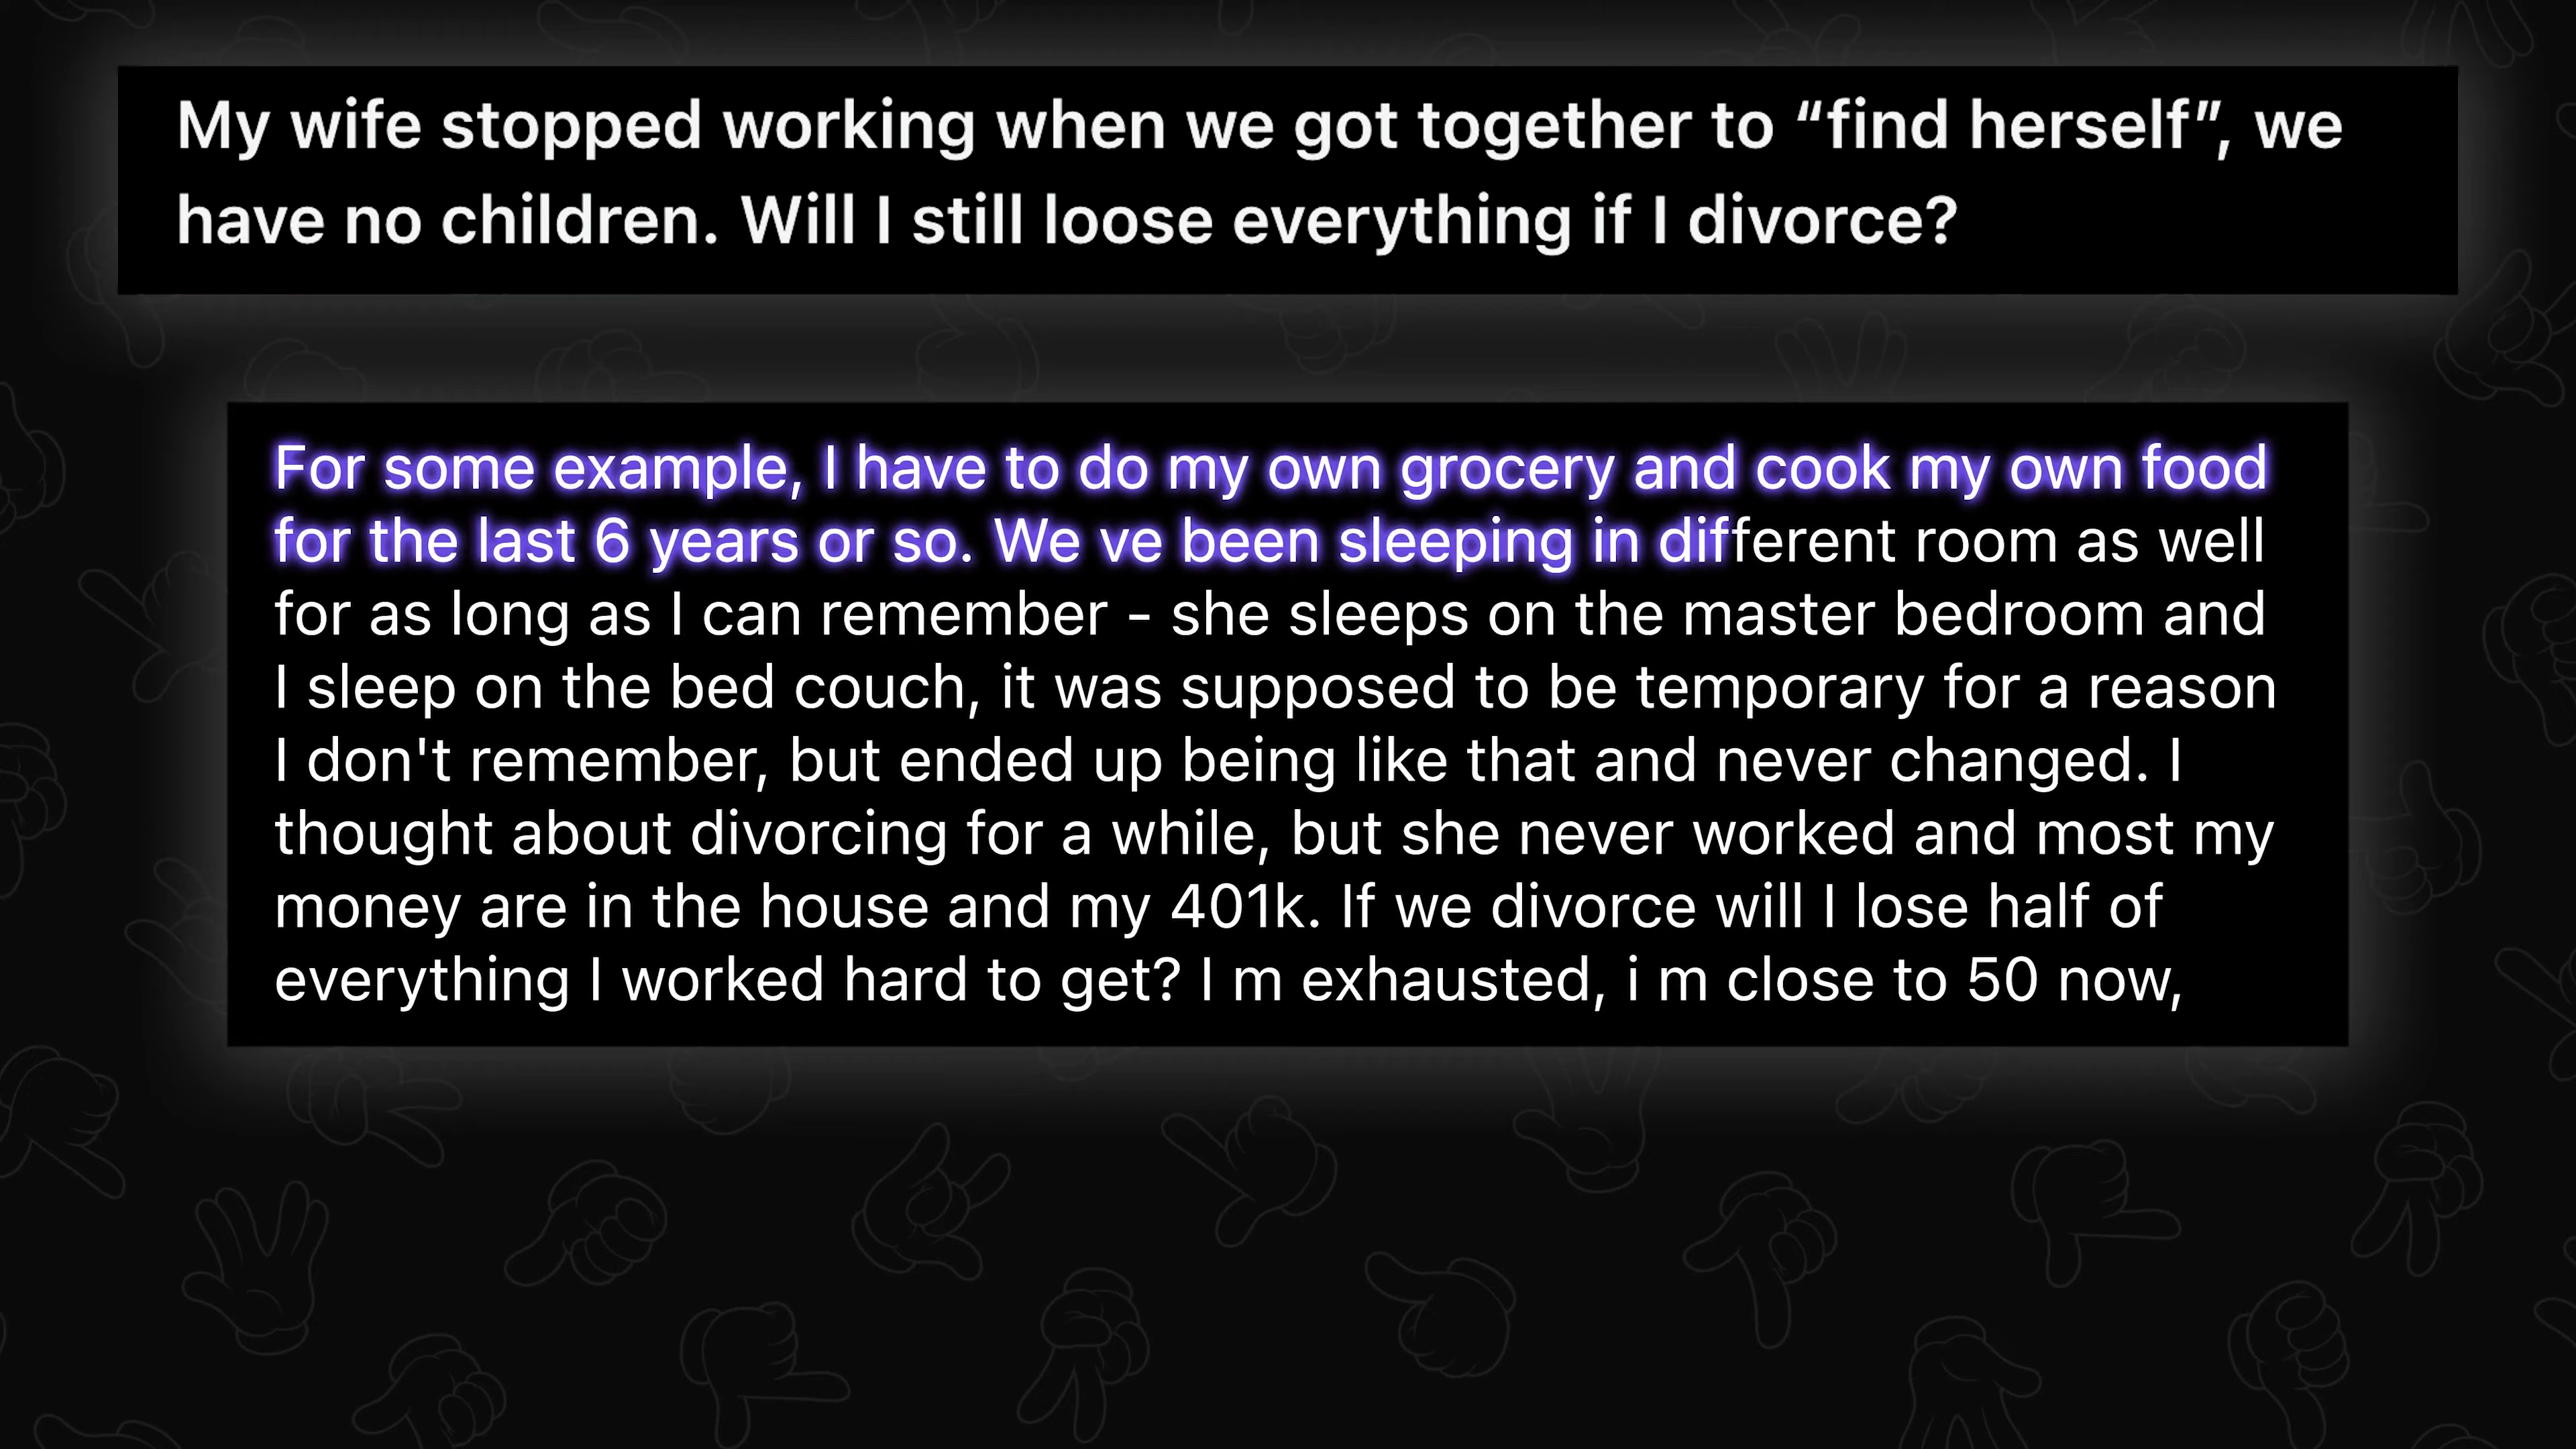 My wife stopped working when we got together to “find herself”, we
have no children. Will I still loose everything if I divorce?
For some example, I have to do my own grocery and cook my own food
for the last 6 years or so. We ve been sleeping in different room as well
for as long as I can remember - she sleeps on the master bedroom and
I sleep on the bed couch, it was supposed to be temporary for a reason
I don't remember, but ended up being like that and never changed. I
thought about divorcing for a while, but she never worked and most my
money are in the house and my 401k. If we divorce will I lose half of
everything I worked hard to get? I m exhausted, i m close to 50 now,